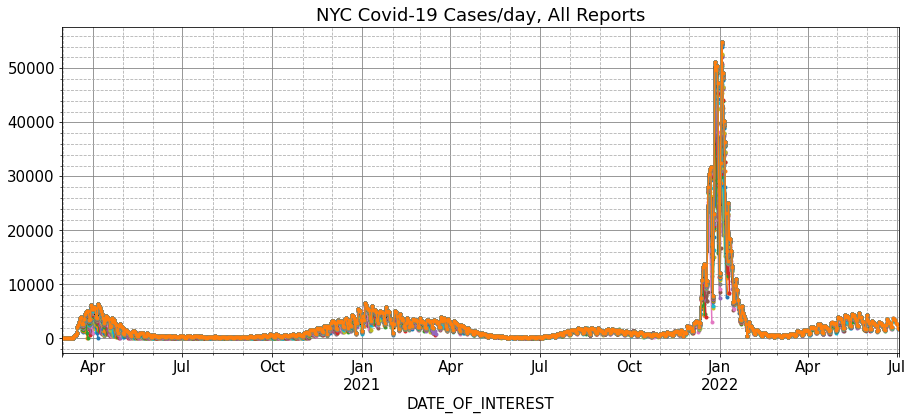 NYC Covid-19 Cases/day, All Reports
50000
40000
30000
20000
10000
0
Apr Jul Oct Jan Apr Jul Oct Jan Apr Jul
2021 2022
DATE_OF_INTEREST